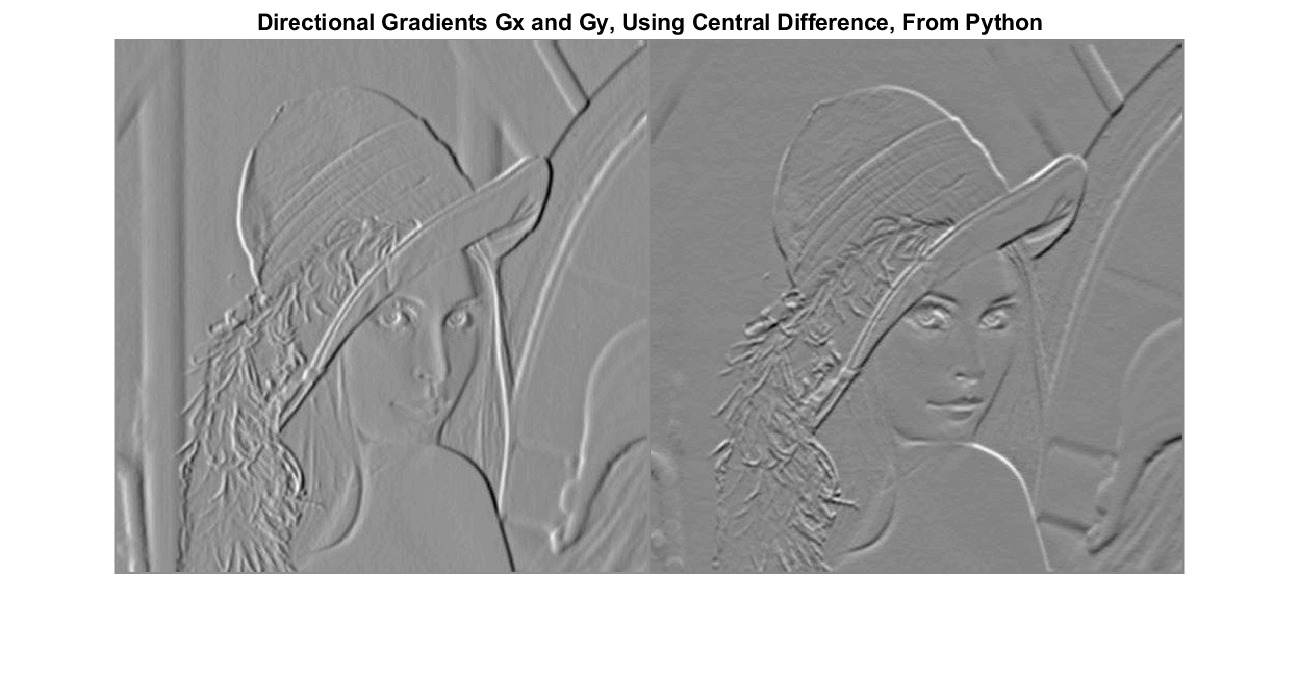 Directional Gradients Gx and Gy, Using Central Difference, From Python